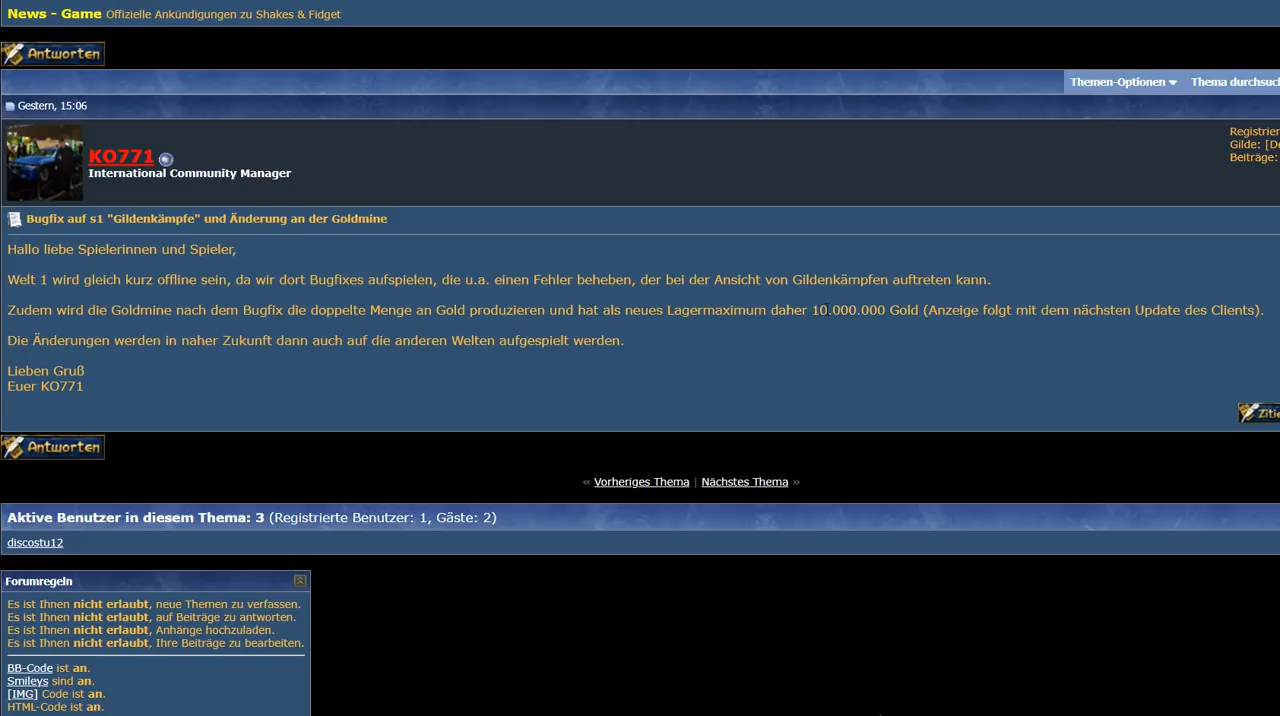 News - Game Offizielle Ankündigungen zu Shakes & Fidget
Antworten
Themen-Optionen Thema
Gestern, 15:06
KO771
International Community Manager
Gilde:
Beiträge:
Bugfix auf s1 "Gildenkämpfe" und Änderung an der Goldmine
Hallo liebe Spielerinnen und Spieler,
Welt 1 wird gleich kurz offline sein, da wir dort Bugfixes aufspielen, die u.a. einen Fehler beheben, der bei der Ansicht von Gildenkämpfen auftreten kann.
Zudem wird die Goldmine nach dem Bugfix die doppelte Menge an Gold produzieren und hat als neues Lagermaximum daher 10.000.000 Gold (Anzeige folgt mit dem nächsten Update des Clients).
Die Änderungen werden in naher Zukunft dann auch auf die anderen Welten aufgespielt werden.
Lieben Gruß
Euer KO771
Antworten
« Vorheriges Thema | Nächstes Thema »
Aktive Benutzer in diesem Thema: 3 (Registrierte Benutzer: 1, Gäste: 2)
discostu12
Forumregeln
Es ist Ihnen nicht erlaubt, neue Themen zu verfassen.
Es ist Ihnen nicht erlaubt, auf Beiträge zu antworten.
Es ist Ihnen nicht erlaubt, Anhänge hochzuladen.
Es ist Ihnen nicht erlaubt, Ihre Beiträge zu bearbeiten.
BB-Code ist an.
Smileys sind an.
[IMG] Code ist an.
HTML-Code ist an.